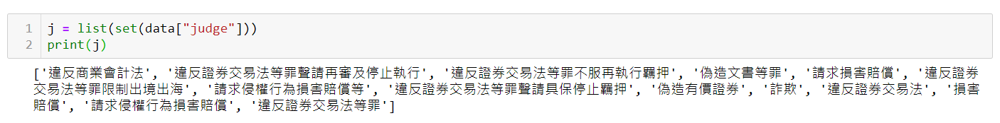 1 j = list(set(data["judge"]))
2 print(j)
['違反商業會計法', '違反證券交易法等罪聲請再審及停止執行', '違反證券交易法等罪不服再執行羈押', '偽造文書等罪', '請求損害賠償', '違反證券
交易法等罪限制出境出海', '請求侵權行為損害賠償等', '違反證券交易法等罪聲請具保停止羈押', '偽造有價證券', '詐欺', '違反證券交易法', '損害
賠償', '請求侵權行為損害賠償', '違反證券交易法等罪']